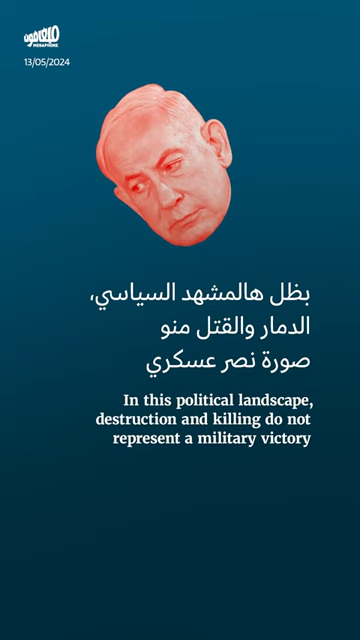 ميغافون
MEGAPHONE
13/05/2024
بظل هالمشهد السياسي،
الدمار والقتل منو
صورة نصر عسكري
In this political landscape,
destruction and killing do not
represent a military victory